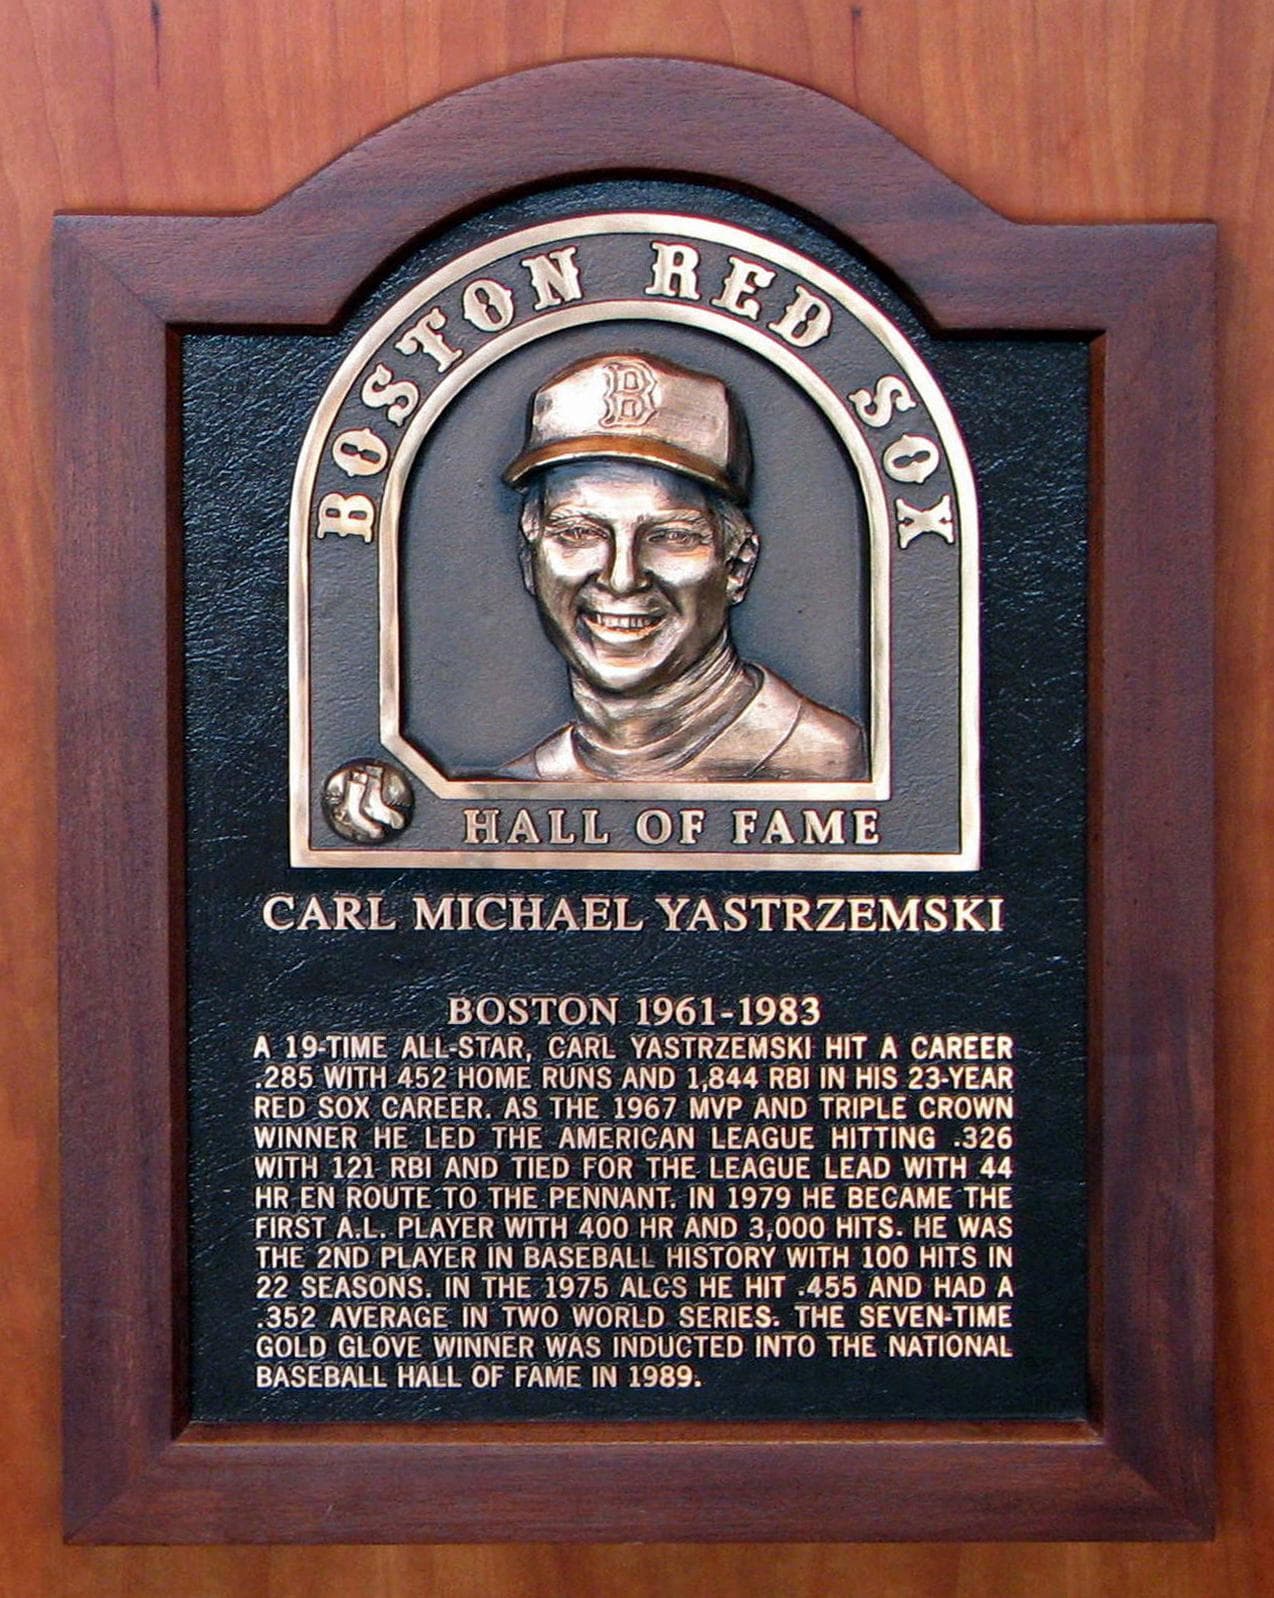 BOSTON RED SOX
B
HALL OF FAME
CARL MICHAEL YASTRZEMSKI
BOSTON 1961-1983
A 19-TIME ALL-STAR, CARL YASTRZEMSKI HIT A CAREER
.285 WITH 452 HOME RUNS AND 1,844 RBI IN HIS 23-YEAR
RED SOX CAREER. AS THE 1967 MVP AND TRIPLE CROWN
WINNER HE LED THE AMERICAN LEAGUE HITTING .326
WITH 121 RBI AND TIED FOR THE LEAGUE LEAD WITH 44
HR EN ROUTE TO THE PENNANT. IN 1979 HE BECAME THE
FIRST A.L. PLAYER WITH 400 HR AND 3,000 HITS. HE WAS
THE 2ND PLAYER IN BASEBALL HISTORY WITH 100 HITS IN
22 SEASONS. IN THE 1975 ALCS HE HIT .455 AND HAD A
.352 AVERAGE IN TWO WORLD SERIES. THE SEVEN-TIME
GOLD GLOVE WINNER WAS INDUCTED INTO THE NATIONAL
BASEBALL HALL OF FAME IN 1989.